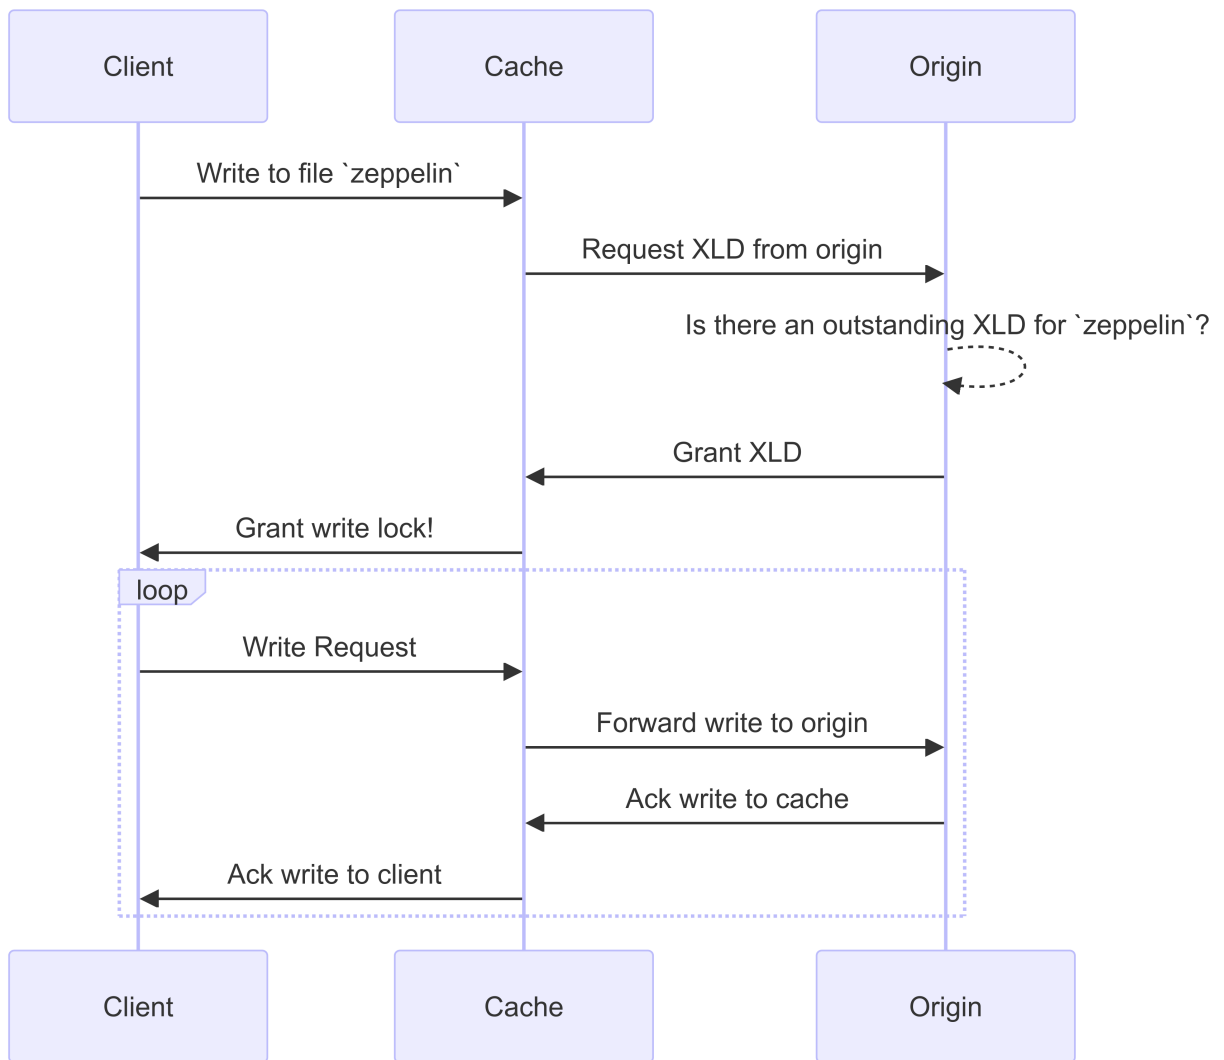 Client
Cache
Origin
Write to file `zeppelin`
Request XLD from origin
Is there an outstanding XLD for `zeppelin`?
Grant XLD
Grant write lock!
loop
Write Request
Forward write to origin
Ack write to cache
Ack write to client
Client
Cache
Origin